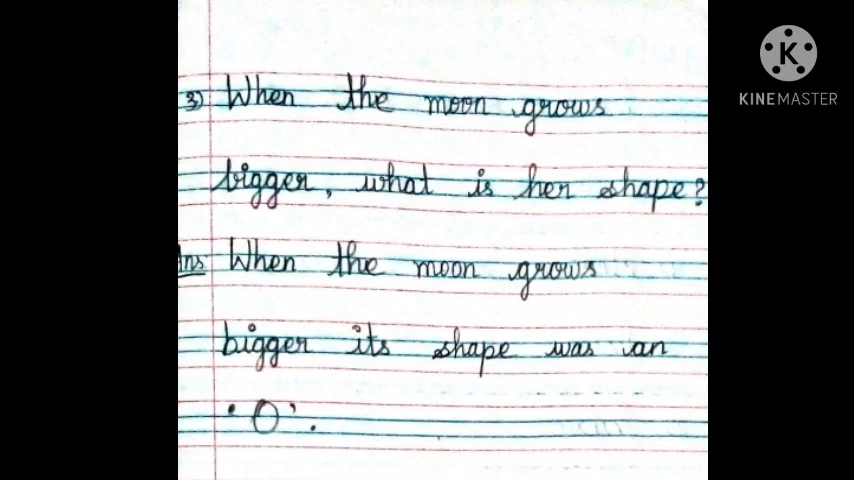 3) When the moon grows
bigger, what is her shape?
Ans When the moon grows
bigger its shape was an
'O'.
K
KINEMASTER